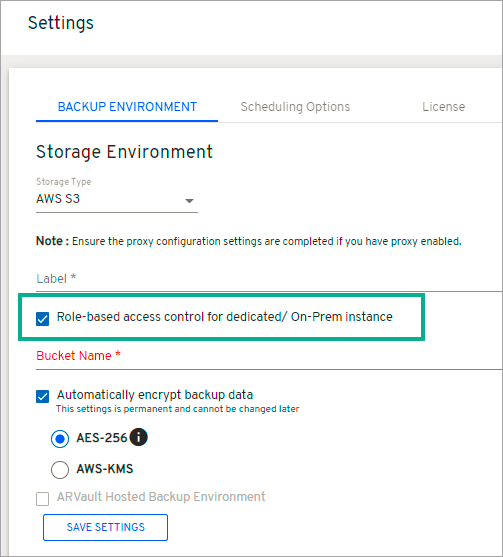 Settings
BACKUP ENVIRONMENT Scheduling Options License
Storage Environment
Storage Type
AWS S3
Note : Ensure the proxy configuration settings are completed if you have proxy enabled.
Label *
Role-based access control for dedicated/ On-Prem instance
Bucket Name *
Automatically encrypt backup data
This settings is permanent and cannot be changed later
AES-256
AWS-KMS
ARVault Hosted Backup Environment
SAVE SETTINGS